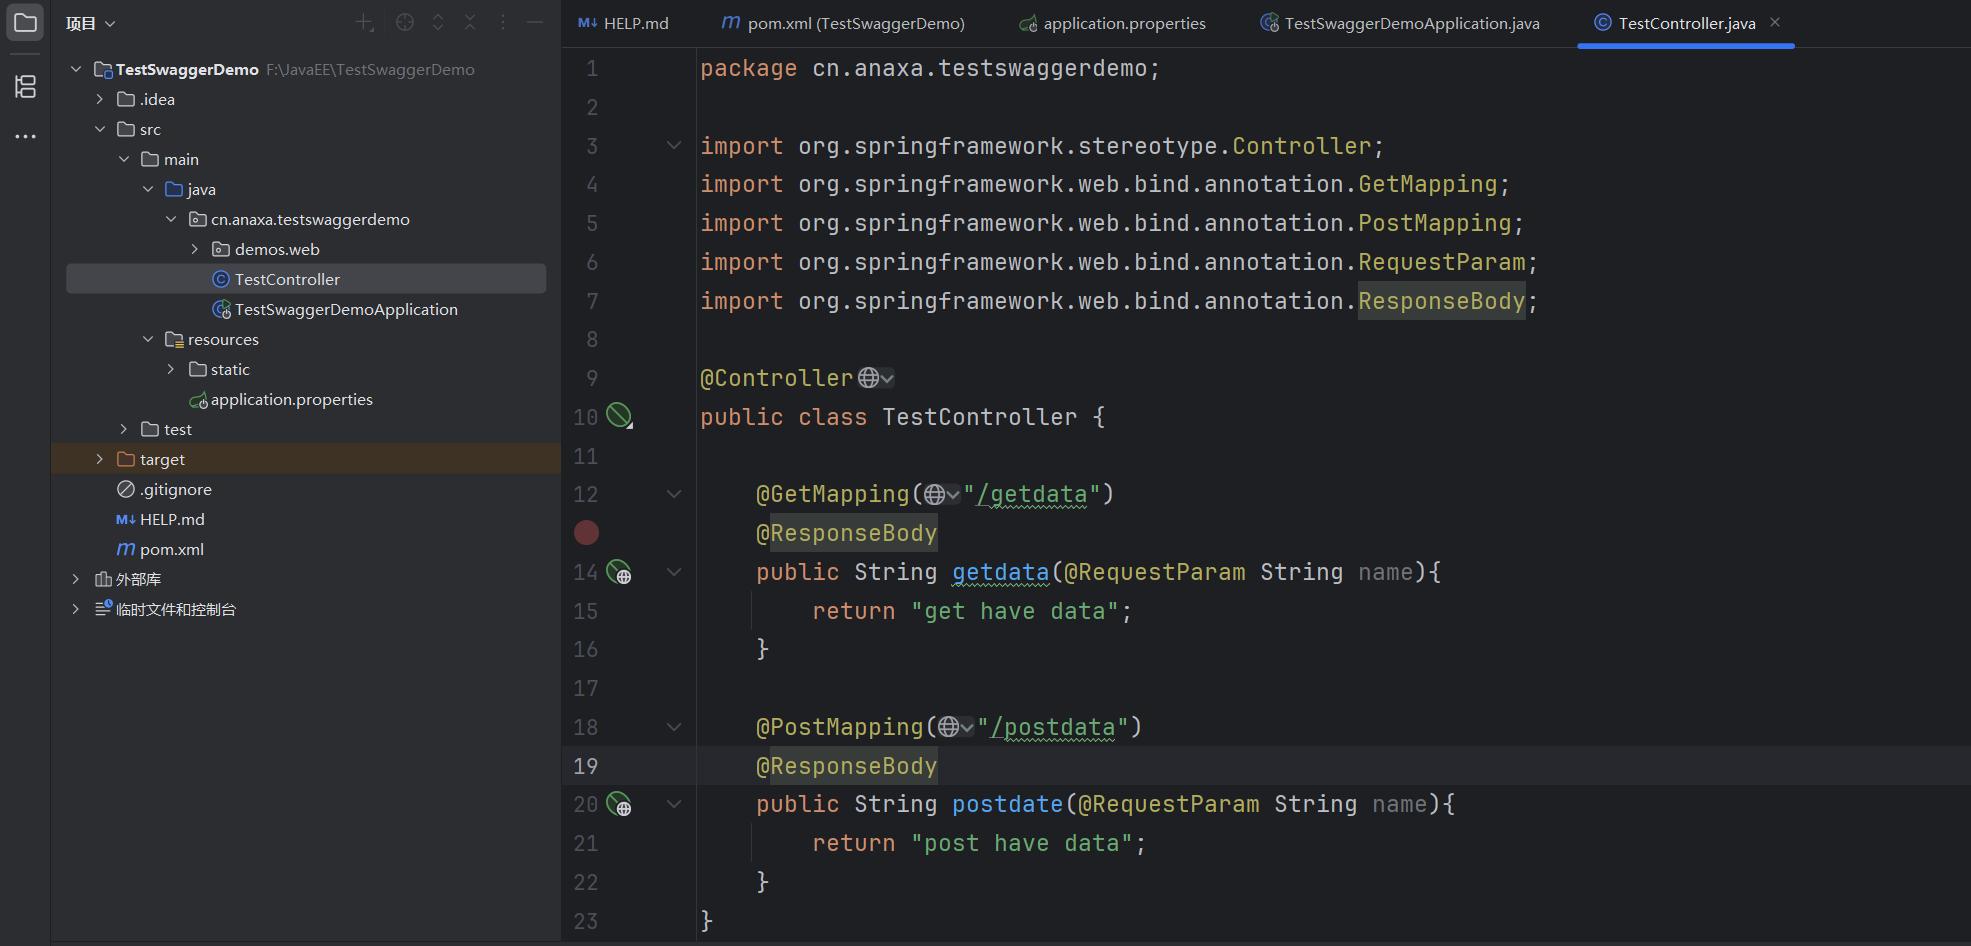 项目
TestSwaggerDemo F:\JavaEE\TestSwaggerDemo
.idea
src
main
java
cn.anaxa.testswaggerdemo
demos.web
TestController
TestSwaggerDemoApplication
resources
static
application.properties
test
target
.gitignore
M↓ HELP.md
m pom.xml
外部库
临时文件和控制台
M↓ HELP.md m pom.xml (TestSwaggerDemo) application.properties TestSwaggerDemoApplication.java TestController.java
1 package cn.anaxa.testswaggerdemo;
2
3 import org.springframework.stereotype.Controller;
4 import org.springframework.web.bind.annotation.GetMapping;
5 import org.springframework.web.bind.annotation.PostMapping;
6 import org.springframework.web.bind.annotation.RequestParam;
7 import org.springframework.web.bind.annotation.ResponseBody;
8
9 @Controller
10 public class TestController {
11
12 @GetMapping("/getdata")
@ResponseBody
14 public String getdata(@RequestParam String name){
15 return "get have data";
16 }
17
18 @PostMapping("/postdata")
19 @ResponseBody
20 public String postdate(@RequestParam String name){
21 return "post have data";
22 }
23 }